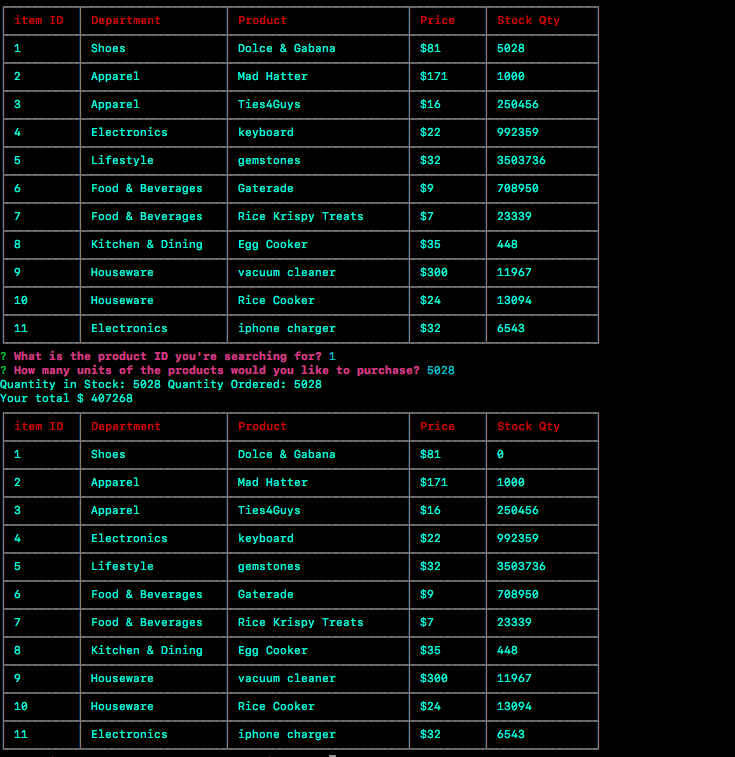 item ID Department Product Price Stock Qty
1 Shoes Dolce & Gabana $81 5028
2 Apparel Mad Hatter $171 1000
3 Apparel Ties4Guys $16 250456
4 Electronics keyboard $22 992359
5 Lifestyle gemstones $32 3503736
6 Food & Beverages Gaterade $9 708950
7 Food & Beverages Rice Krispy Treats $7 23339
8 Kitchen & Dining Egg Cooker $35 448
9 Houseware vacuum cleaner $300 11967
10 Houseware Rice Cooker $24 13094
11 Electronics iphone charger $32 6543
? What is the product ID you're searching for? 1
? How many units of the products would you like to purchase? 5028
Quantity in Stock: 5028 Quantity Ordered: 5028
Your total $ 407268
item ID Department Product Price Stock Qty
1 Shoes Dolce & Gabana $81 0
2 Apparel Mad Hatter $171 1000
3 Apparel Ties4Guys $16 250456
4 Electronics keyboard $22 992359
5 Lifestyle gemstones $32 3503736
6 Food & Beverages Gaterade $9 708950
7 Food & Beverages Rice Krispy Treats $7 23339
8 Kitchen & Dining Egg Cooker $35 448
9 Houseware vacuum cleaner $300 11967
10 Houseware Rice Cooker $24 13094
11 Electronics iphone charger $32 6543